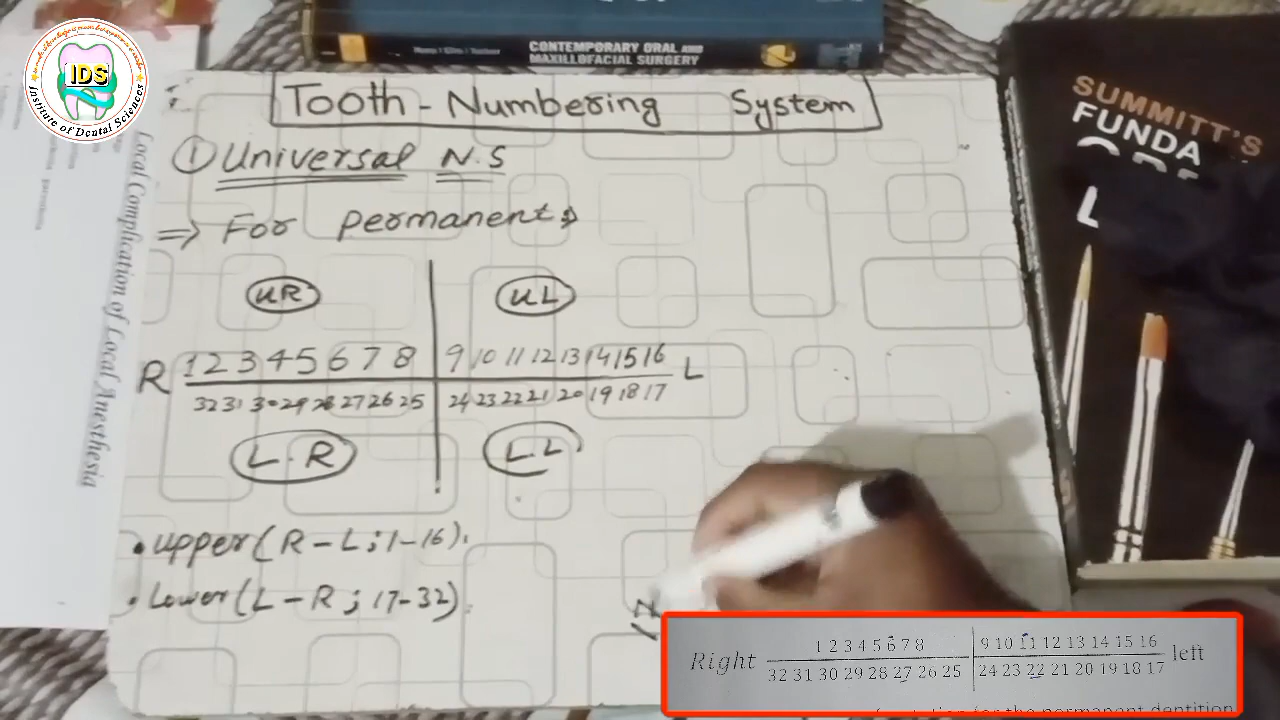 IDS
Institute of Dental Sciences
CONTEMPORARY ORAL AND
MAXILLOFACIAL SURGERY
SUMMITT'S
FUNDA
Local Complication of Local Anesthesia
Tooth - Numbering System
① Universal N.S
⇒ For permanent
UR UL
R 1 2 3 4 5 6 7 8 9 10 11 12 13 14 15 16 L
32 31 30 29 28 27 26 25 24 23 22 21 20 19 18 17
L.R L.L
• upper (R - L ; 1-16).
• Lower (L - R ; 17-32).
1 2 3 4 5 6 7 8 9 10 11 12 13 14 15 16
Right left
32 31 30 29 28 27 26 25 24 23 22 21 20 19 18 17
for the permanent dentition